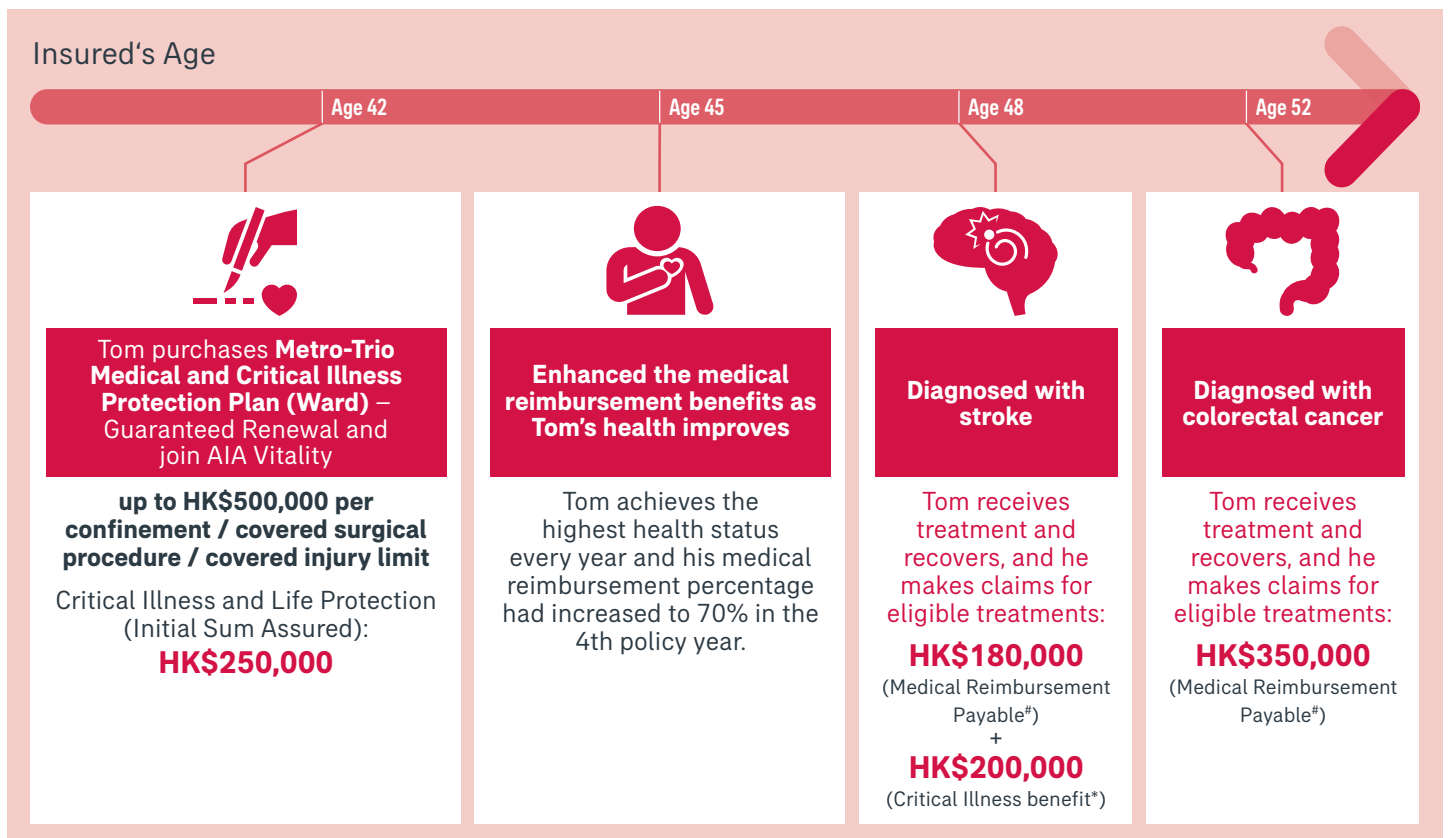 Insured‘s Age
Age 42
Age 45
Age 48
Age 52
Tom purchases Metro-Trio
Medical and Critical Illness
Protection Plan (Ward) –
Guaranteed Renewal and
join AIA Vitality
up to HK$500,000 per
confinement / covered surgical
procedure / covered injury limit
Critical Illness and Life Protection
(Initial Sum Assured):
HK$250,000
Enhanced the medical
reimbursement benefits as
Tom’s health improves
Tom achieves the
highest health status
every year and his medical
reimbursement percentage
had increased to 70% in the
4th policy year.
Diagnosed with
stroke
Tom receives
treatment and
recovers, and he
makes claims for
eligible treatments:
HK$180,000
(Medical Reimbursement
Payable#)
+
HK$200,000
(Critical Illness benefit*)
Diagnosed with
colorectal cancer
Tom receives
treatment and
recovers, and he
makes claims for
eligible treatments:
HK$350,000
(Medical Reimbursement
Payable#)